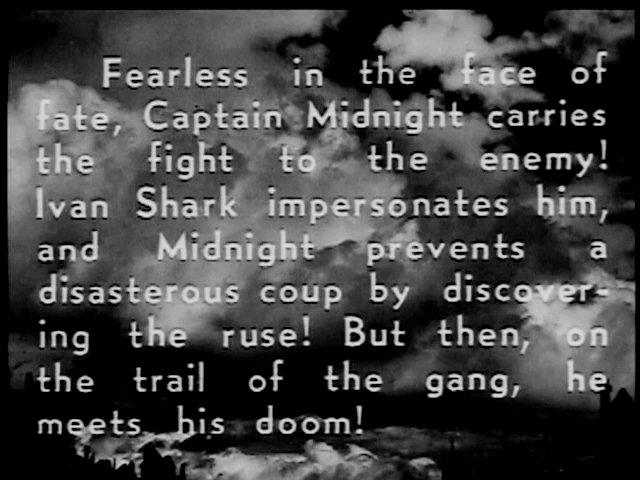 Fearless in the face of
fate, Captain Midnight carries
the fight to the enemy!
Ivan Shark impersonates him,
and Midnight prevents a
disasterous coup by discover-
ing the ruse! But then, on
the trail of the gang, he
meets his doom!